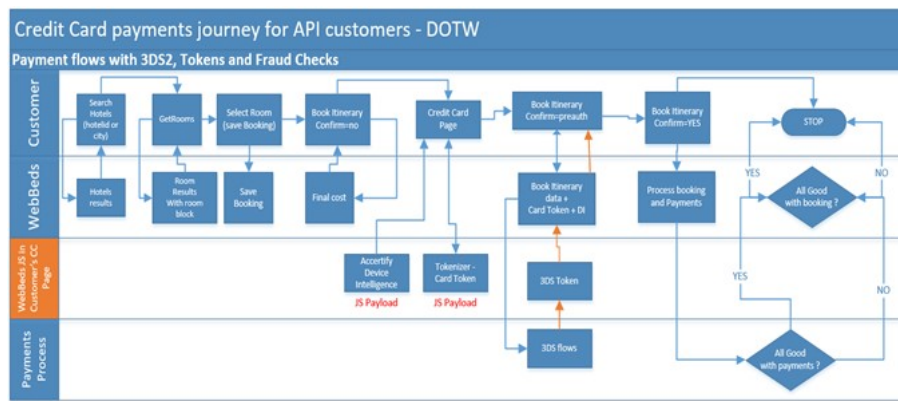 Credit Card payments journey for API customers - DOTW
Payment flows with 3DS2, Tokens and Fraud Checks
Customer
Search
Hotels
(hotelid or
city)
GetRooms
Select Room
(save Booking)
Book Itinerary
Confirm=no
Credit Card
Page
Book Itinerary
Confirm=preauth
Book Itinerary
Confirm=YES
STOP
WebBeds
Hotels
results
Room
Results
With room
block
Save
Booking
Final cost
Book Itinerary
data +
Card Token + DI
Process booking
and Payments
YES
NO
All Good
with booking ?
WebBeds JS in
Customer's CC
Page
Accertify
Device
Intelligence
JS Payload
Tokenizer -
Card Token
JS Payload
3DS Token
YES
NO
Payments
Process
3DS flows
All Good
with payments ?